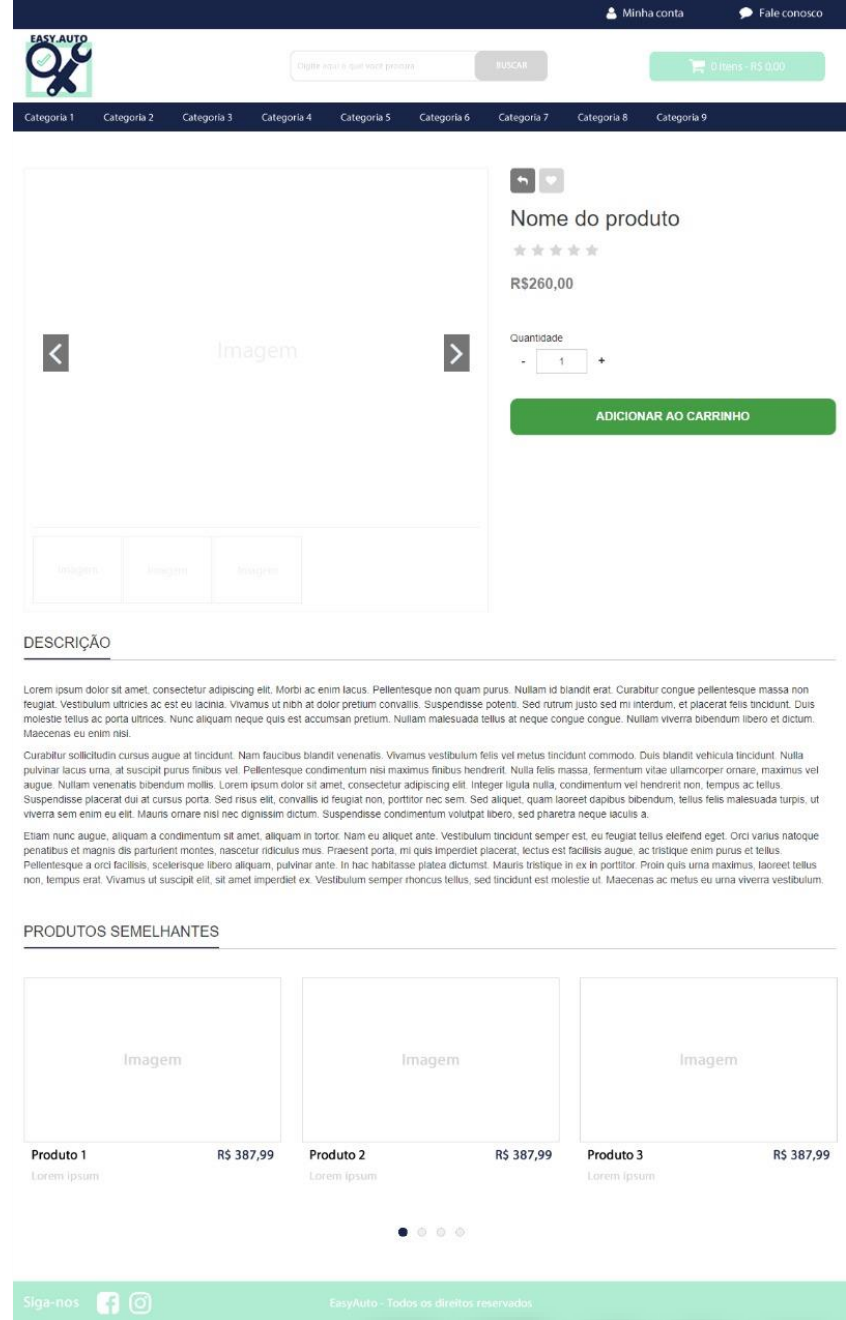 Minha conta
Fale conosco
EASY.AUTO
Digite aqui o que você procura.
BUSCAR
0 Itens - R$ 0,00
Categoria 1
Categoria 2
Categoria 3
Categoria 4
Categoria 5
Categoria 6
Categoria 7
Categoria 8
Categoria 9
Nome do produto
R$260,00
Imagem
Quantidade
- 1 +
ADICIONAR AO CARRINHO
Imagem
Imagem
Imagem
DESCRIÇÃO
Lorem ipsum dolor sit amet, consectetur adipiscing elit. Morbi ac enim lacus. Pellentesque non quam purus. Nullam id blandit erat. Curabitur congue pellentesque massa non
feugiat. Vestibulum ultricies ac est eu lacinia. Vivamus ut nibh at dolor pretium convallis. Suspendisse potenti. Sed rutrum justo sed mi interdum, et placerat felis tincidunt. Duis
molestie tellus ac porta ultrices. Nunc aliquam neque quis est accumsan pretium. Nullam malesuada tellus at neque congue congue. Nullam viverra bibendum libero et dictum.
Maecenas eu enim nisi.
Curabitur sollicitudin cursus augue at tincidunt. Nam faucibus blandit venenatis. Vivamus vestibulum felis vel metus tincidunt commodo. Duis blandit vehicula tincidunt. Nulla
pulvinar lacus urna, at suscipit purus finibus vel. Pellentesque condimentum nisi maximus finibus hendrerit. Nulla felis massa, fermentum vitae ullamcorper ornare, maximus vel
augue. Nullam venenatis bibendum mollis. Lorem ipsum dolor sit amet, consectetur adipiscing elit. Integer ligula nulla, condimentum vel hendrerit non, tempus ac tellus.
Suspendisse placerat dui at cursus porta. Sed risus elit, convallis id feugiat non, porttitor nec sem. Sed aliquet, quam laoreet dapibus bibendum, tellus felis malesuada turpis, ut
viverra sem enim eu elit. Mauris ornare nisl nec dignissim dictum. Suspendisse condimentum volutpat libero, sed pharetra neque iaculis a.
Etiam nunc augue, aliquam a condimentum sit amet, aliquam in tortor. Nam eu aliquet ante. Vestibulum tincidunt semper est, eu feugiat tellus eleifend eget. Orci varius natoque
penatibus et magnis dis parturient montes, nascetur ridiculus mus. Praesent porta, mi quis imperdiet placerat, lectus est facilisis augue, ac tristique enim purus et tellus.
Pellentesque a orci facilisis, scelerisque libero aliquam, pulvinar ante. In hac habitasse platea dictumst. Mauris tristique in ex in porttitor. Proin quis urna maximus, laoreet tellus
non, tempus erat. Vivamus ut suscipit elit, sit amet imperdiet ex. Vestibulum semper rhoncus tellus, sed tincidunt est molestie ut. Maecenas ac metus eu urna viverra vestibulum.
PRODUTOS SEMELHANTES
Imagem
Imagem
Imagem
Produto 1 R$ 387,99
Lorem ipsum
Produto 2 R$ 387,99
Lorem ipsum
Produto 3 R$ 387,99
Lorem ipsum
Siga-nos
EasyAuto - Todos os direitos reservados